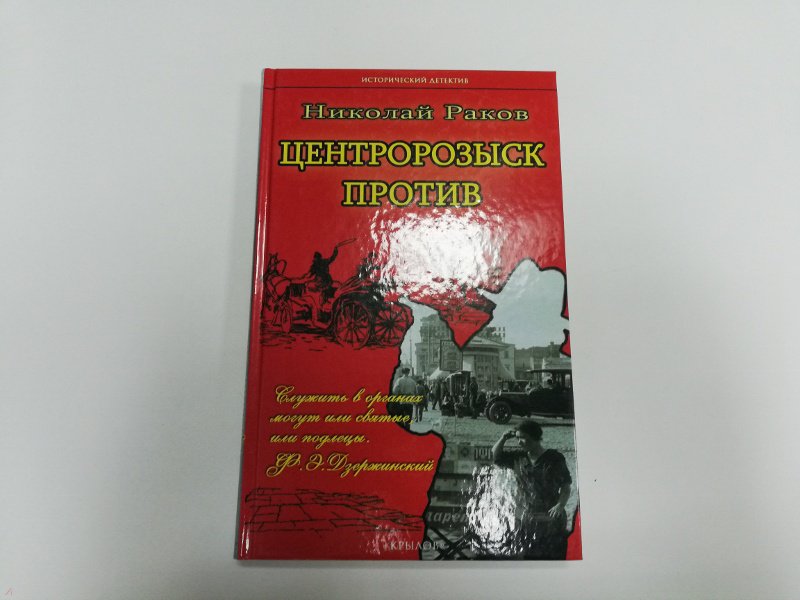 ИСТОРИЧЕСКИЙ ДЕТЕКТИВ
Николай Раков
ЦЕНТРОРОЗЫСК
ПРОТИВ
Служить в органах
могут или святые,
или подлецы.
Ф. Э. Дзержинский
«КРЫЛОВ»